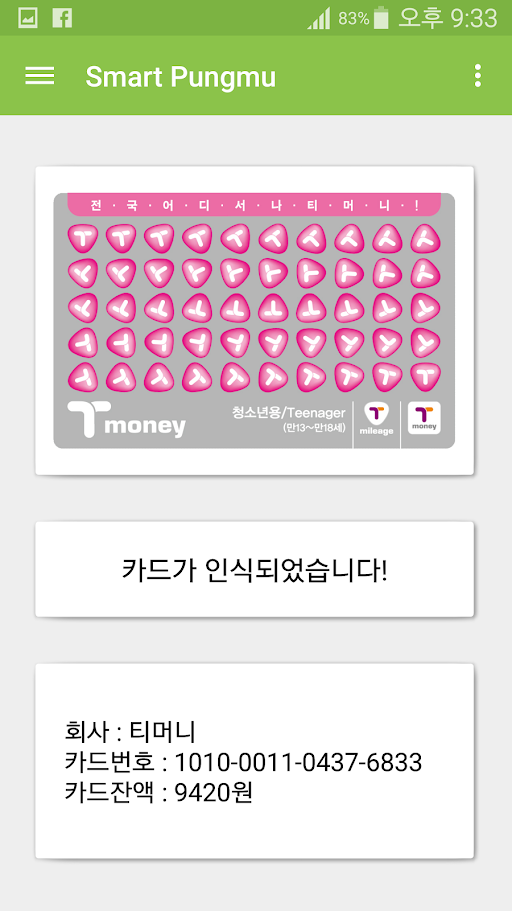 83% 오후 9:33
Smart Pungmu
전·국·어·디·서·나·티·머·니·!
T money
청소년용/Teenager
(만13~만18세)
mileage
T money
카드가 인식되었습니다!
회사 : 티머니
카드번호 : 1010-0011-0437-6833
카드잔액 : 9420원